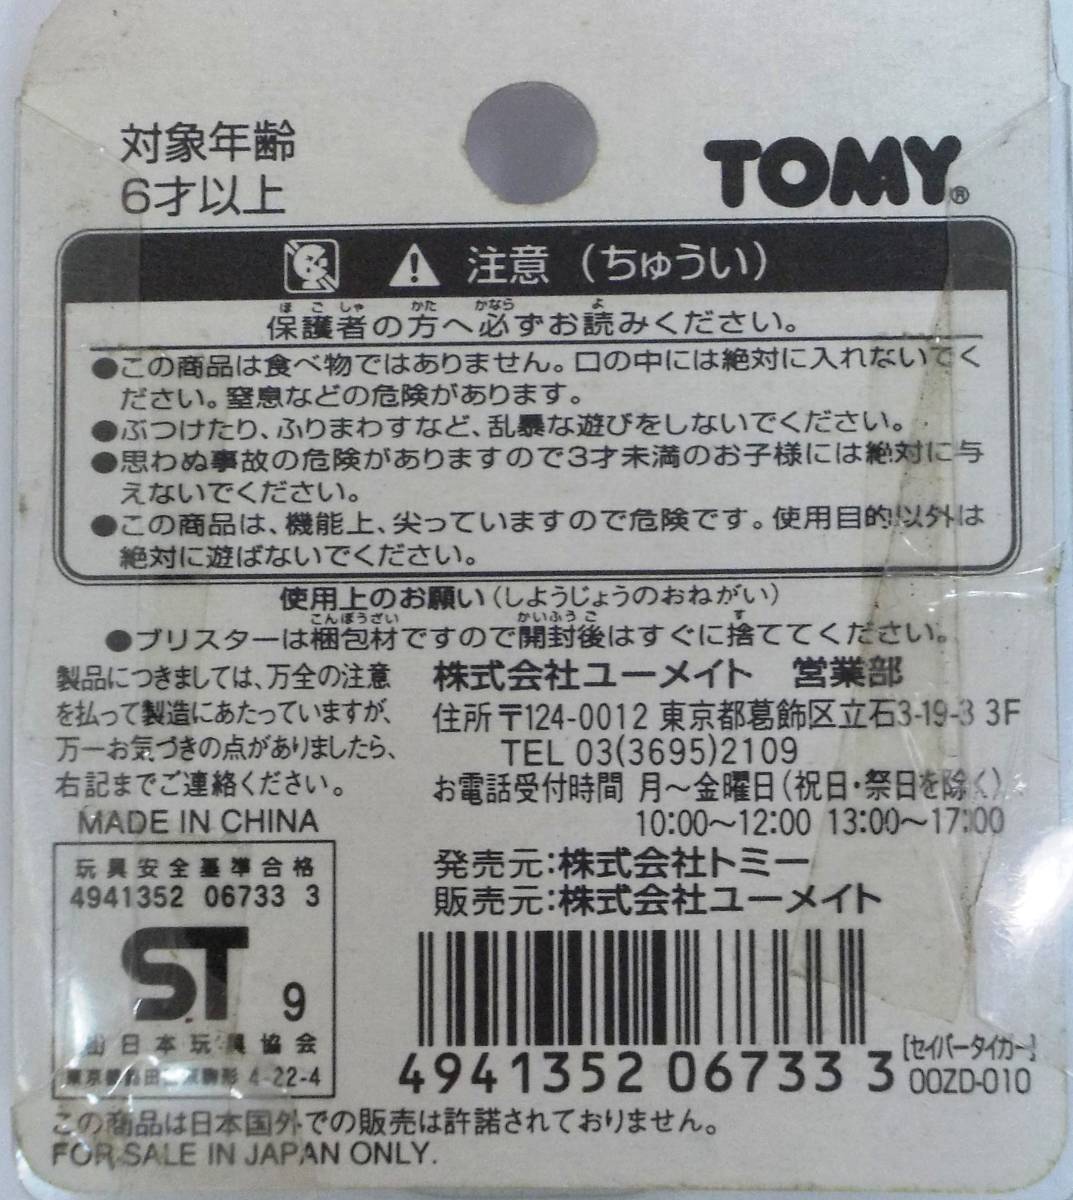 対象年齢
6才以上
TOMY®
注意（ちゅうい）
ほごしゃ かた かなら よ
保護者の方へ必ずお読みください。
●この商品は食べ物ではありません。口の中には絶対に入れないでく
ださい。窒息などの危険があります。
●ぶつけたり、ふりまわすなど、乱暴な遊びをしないでください。
●思わぬ事故の危険がありますので3才未満のお子様には絶対に与
えないでください。
●この商品は、機能上、尖っていますので危険です。使用目的以外は
絶対に遊ばないでください。
使用上のお願い（しようじょうのおねがい）
こんぽうざい かいふうご す
●ブリスターは梱包材ですので開封後はすぐに捨ててください。
製品につきましては、万全の注意
を払って製造にあたっていますが、
万一お気づきの点がありましたら、
右記までご連絡ください。
MADE IN CHINA
株式会社ユーメイト 営業部
住所〒124-0012 東京都葛飾区立石3-19-3 3F
TEL 03(3695)2109
お電話受付時間 月〜金曜日（祝日・祭日を除く）
10:00〜12:00 13:00〜17:00
発売元:株式会社トミー
販売元:株式会社ユーメイト
玩具安全基準合格
4941352 06733 3
ST 9
日本玩具協会
4-22-4
4941352 067333
[セイバータイガー]
00ZD-010
この商品は日本国外での販売は許諾されておりません。
FOR SALE IN JAPAN ONLY.